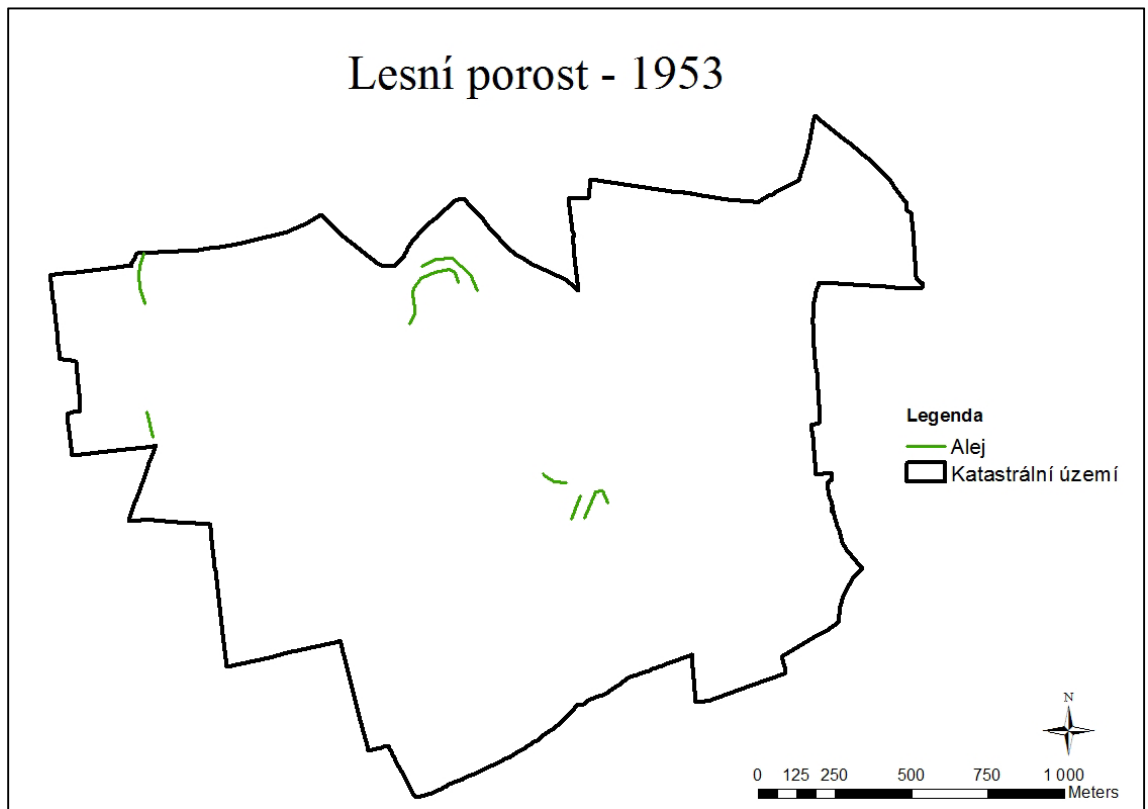 Lesní porost - 1953
Legenda
Alej
Katastrální území
N
0 125 250 500 750 1 000
Meters